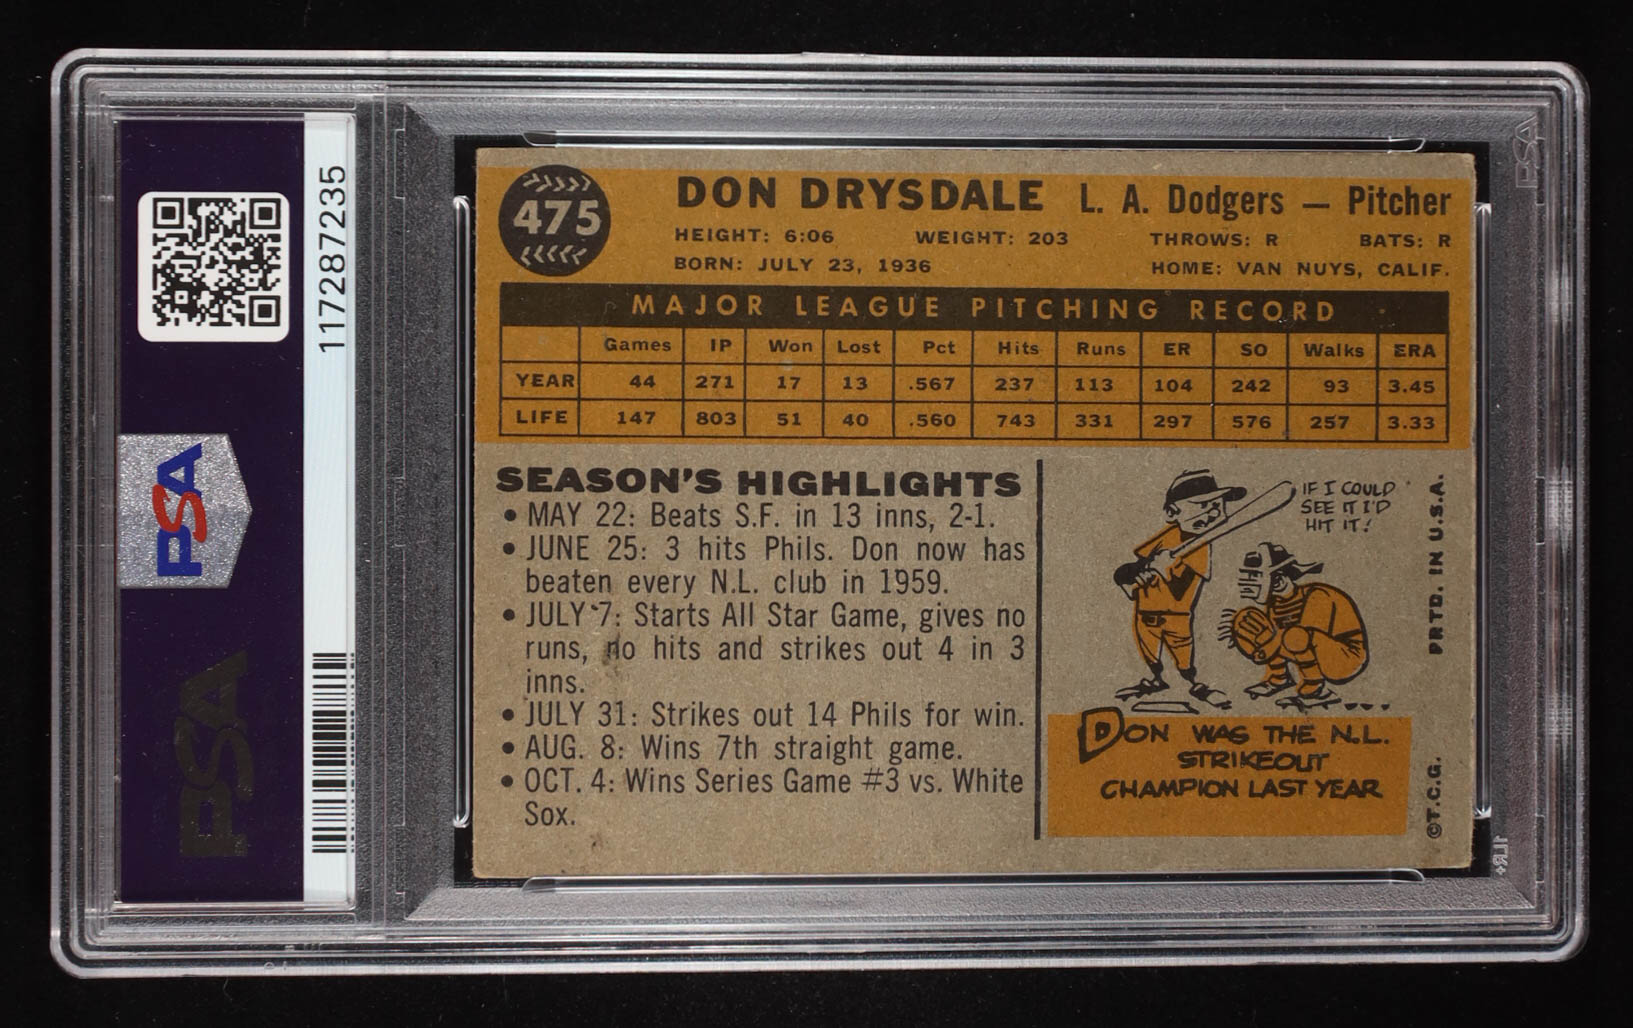 475
DON DRYSDALE L. A. Dodgers — Pitcher
HEIGHT: 6:06 WEIGHT: 203 THROWS: R BATS: R
BORN: JULY 23, 1936 HOME: VAN NUYS, CALIF.
MAJOR LEAGUE PITCHING RECORD
Games IP Won Lost Pct Hits Runs ER SO Walks ERA
YEAR 44 271 17 13 .567 237 113 104 242 93 3.45
LIFE 147 803 51 40 .560 743 331 297 576 257 3.33
SEASON'S HIGHLIGHTS
• MAY 22: Beats S.F. in 13 inns, 2-1.
• JUNE 25: 3 hits Phils. Don now has
beaten every N.L. club in 1959.
• JULY 7: Starts All Star Game, gives no
runs, no hits and strikes out 4 in 3
inns.
• JULY 31: Strikes out 14 Phils for win.
• AUG. 8: Wins 7th straight game.
• OCT. 4: Wins Series Game #3 vs. White
Sox.
IF I COULD
SEE IT I'D
HIT IT!
DON WAS THE N.L.
STRIKEOUT
CHAMPION LAST YEAR
©T.C.G. PRTD. IN U.S.A.
117287235
PSA
PSA
PSA